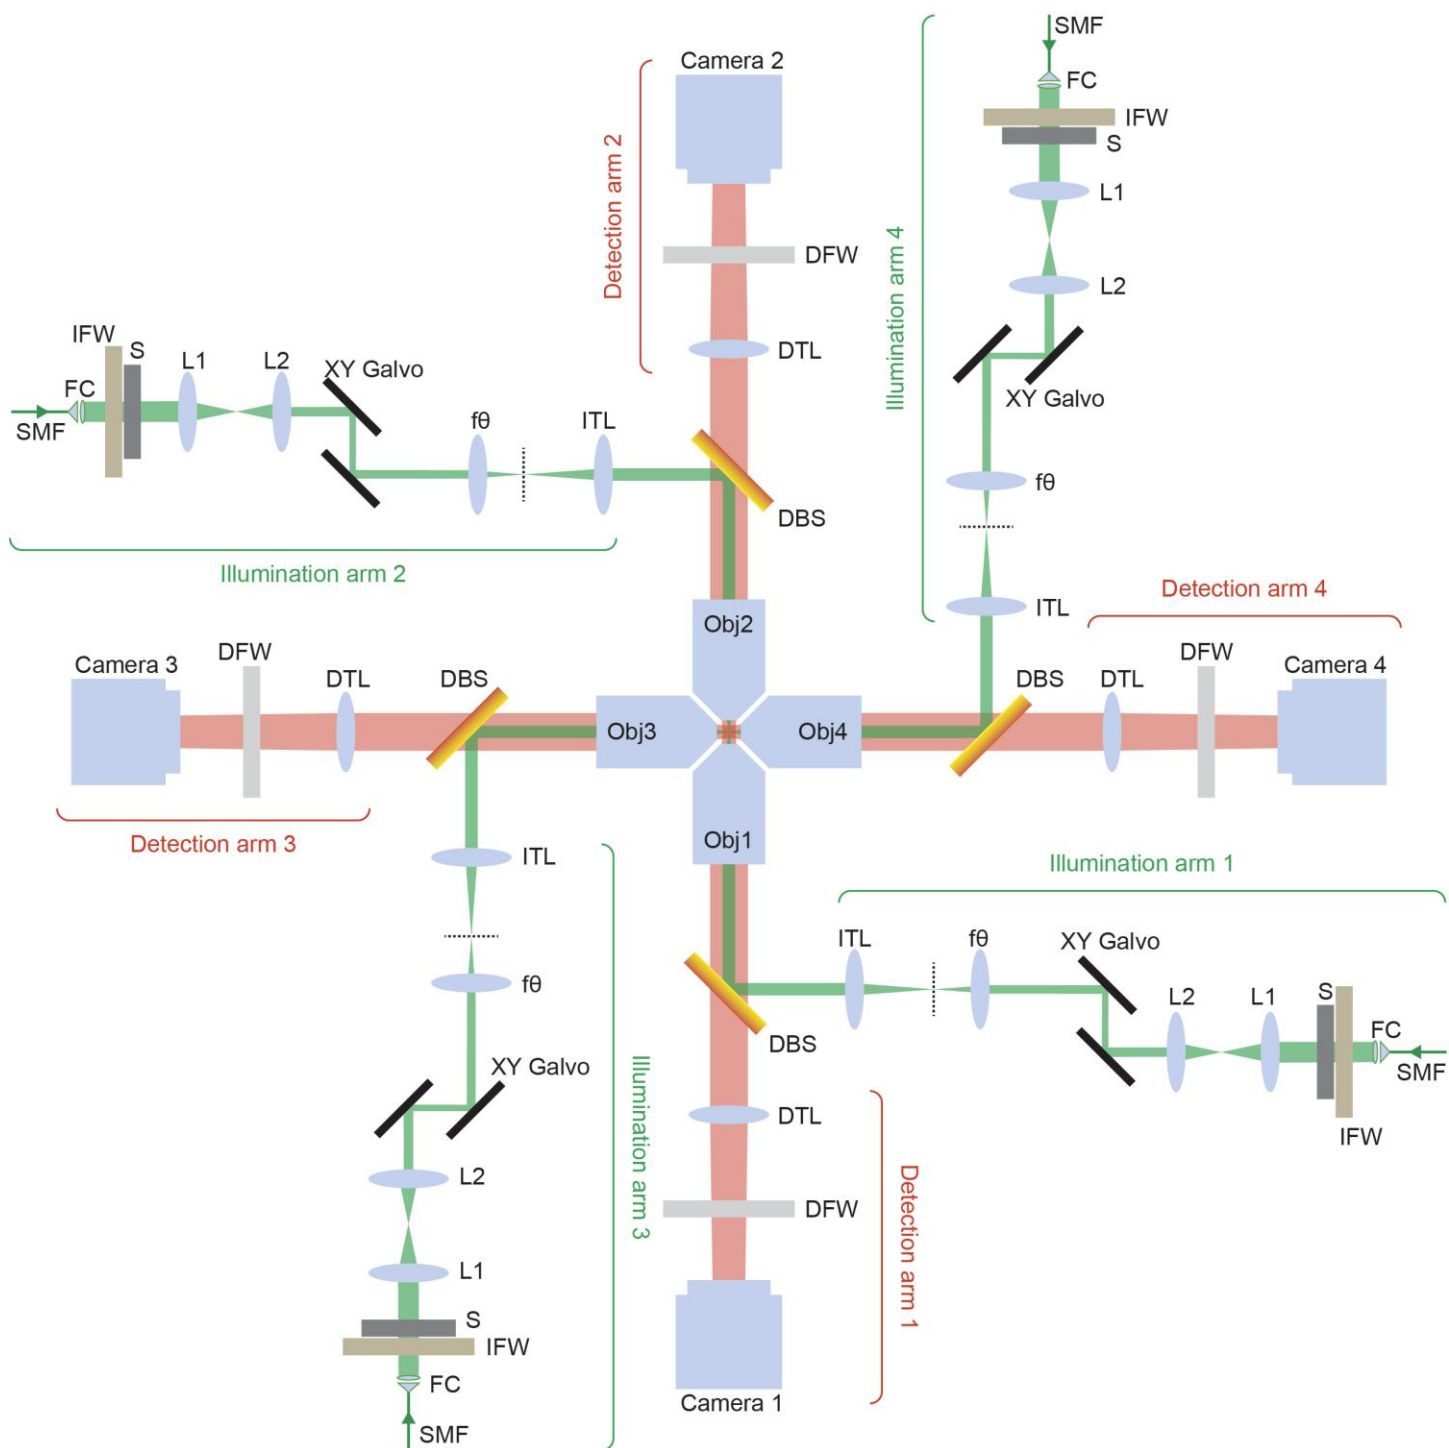 SMF
Camera 2
FC
IFW
S
Detection arm 2
L1
Illumination arm 4
DFW
L2
IFW
S
L1
L2
XY Galvo
DTL
FC
XY Galvo
SMF
fθ
ITL
fθ
DBS
Illumination arm 2
Detection arm 4
ITL
Obj2
DFW
Camera 3
DTL
DBS
DBS
DTL
DFW
Camera 4
Obj3
Obj4
Detection arm 3
Obj1
ITL
Illumination arm 1
ITL
fθ
XY Galvo
fθ
L2
L1
S
FC
DBS
SMF
XY Galvo
Illumination arm 3
DTL
IFW
L2
Detection arm 1
DFW
L1
S
IFW
FC
Camera 1
SMF